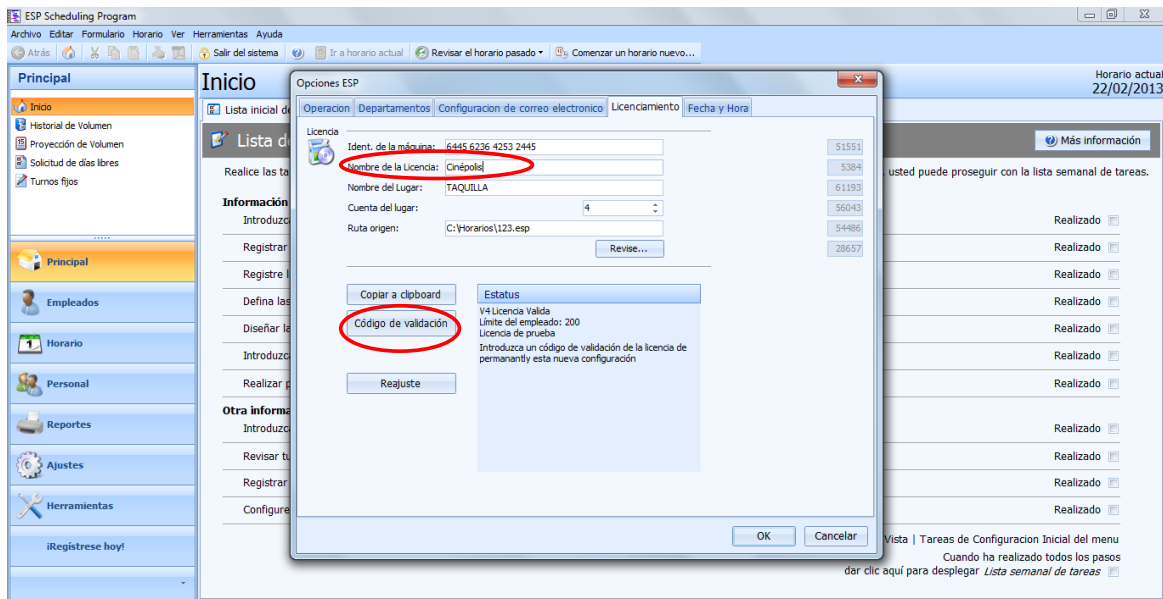 ESP Scheduling Program
Archivo Editar Formulario Horario Ver Herramientas Ayuda
Atrás Salir del sistema Ir a horario actual Revisar el horario pasado Comenzar un horario nuevo...
Principal
Inicio
Historial de Volumen
Proyección de Volumen
Solicitud de días libres
Turnos fijos
Principal
Empleados
Horario
Personal
Reportes
Ajustes
Herramientas
¡Regístrese hoy!
Inicio
Horario actual
22/02/2013
Lista inicial de
Lista d
Más información
Realice las ta
usted puede proseguir con la lista semanal de tareas.
Información
Introduzc
Realizado
Registrar
Realizado
Registre l
Realizado
Defina las
Realizado
Diseñar la
Realizado
Introduzc
Realizado
Realizar p
Realizado
Otra informa
Introduzc
Realizado
Revisar tu
Realizado
Registrar
Realizado
Configure
Realizado
Vista | Tareas de Configuracion Inicial del menu
Cuando ha realizado todos los pasos
dar clic aquí para desplegar Lista semanal de tareas
Opciones ESP
Operacion Departamentos Configuracion de correo electronico Licenciamiento Fecha y Hora
Licencia
Ident. de la máquina: 6445 6236 4253 2445 51551
Nombre de la Licencia: Cinépolis 5384
Nombre del Lugar: TAQUILLA 61193
Cuenta del lugar: 4 56043
Ruta origen: C:\Horarios\123.esp 54486
Revise... 28657
Copiar a clipboard
Código de validación
Reajuste
Estatus
V4 Licencia Valida
Límite del empleado: 200
Licencia de prueba
Introduzca un código de validación de la licencia de
permanantly esta nueva configuración
OK Cancelar